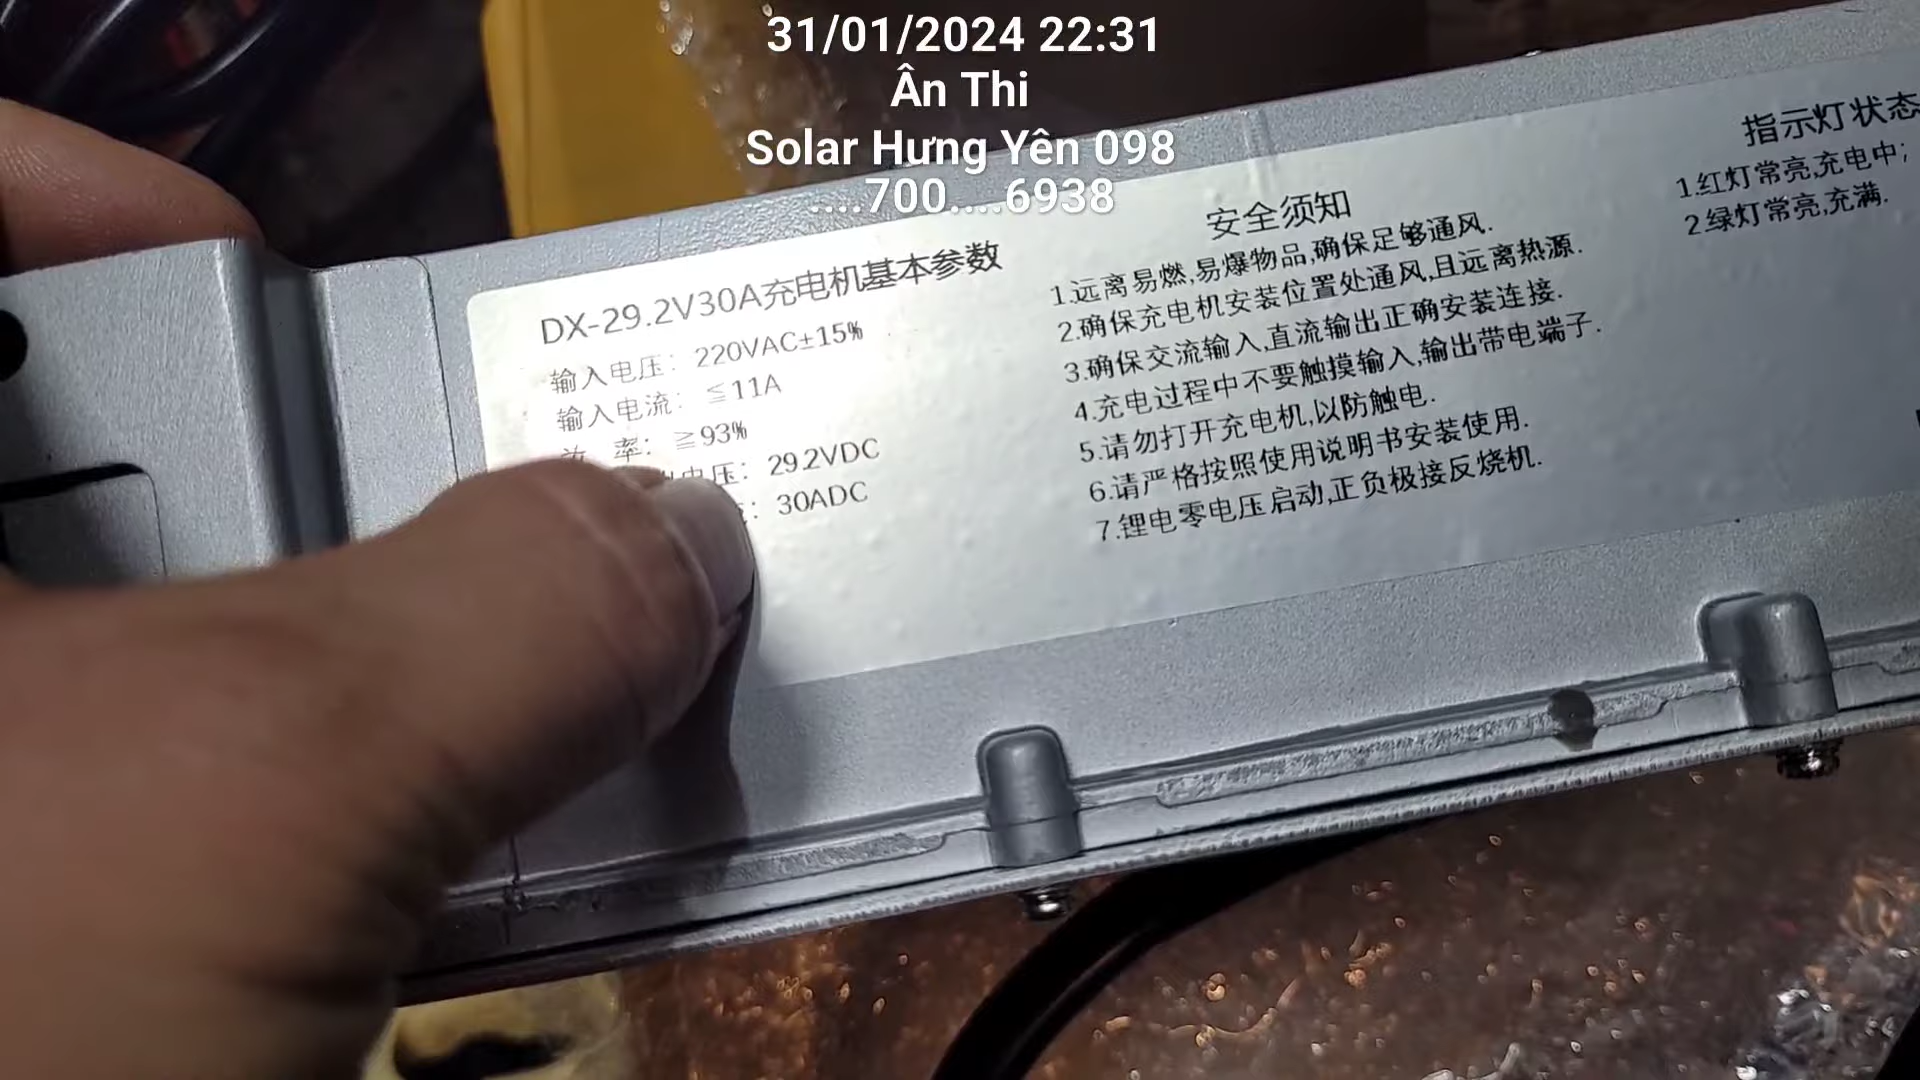 31/01/2024 22:31
Ân Thi
Solar Hưng Yên 098
....700....6938
DX-29.2V30A充电机基本参数
输入电压：220VAC±15%
输入电流：≦11A
率：≧93%
电压：29.2VDC
：30ADC
安全须知
1.远离易燃,易爆物品,确保足够通风.
2.确保充电机安装位置处通风,且远离热源.
3.确保交流输入,直流输出正确安装连接.
4.充电过程中不要触摸输入,输出带电端子.
5.请勿打开充电机,以防触电.
6.请严格按照使用说明书安装使用.
7.锂电零电压启动,正负极接反烧机.
指示灯状态
1.红灯常亮,充电中;
2.绿灯常亮,充满.